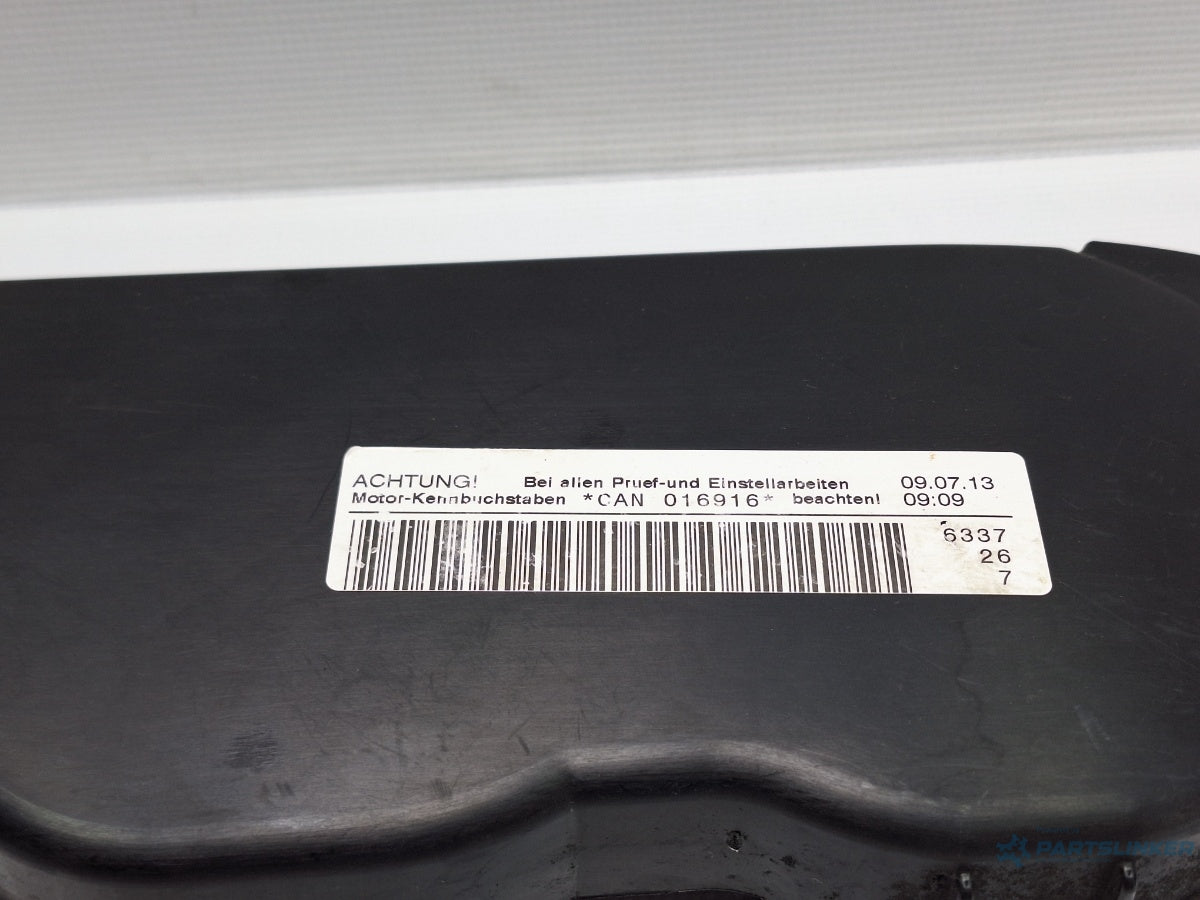 ACHTUNG! Bei allen Pruef-und Einstellarbeiten 09.07.13
Motor-Kennbuchstaben *CAN 016916* beachten! 09:09
6337
26
7